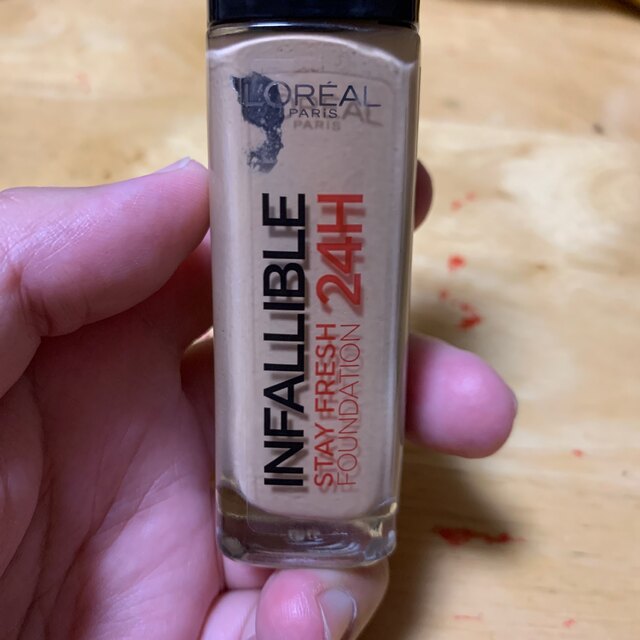 L'ORÉAL
PARIS
INFALLIBLE
24H
STAY FRESH
FOUNDATION